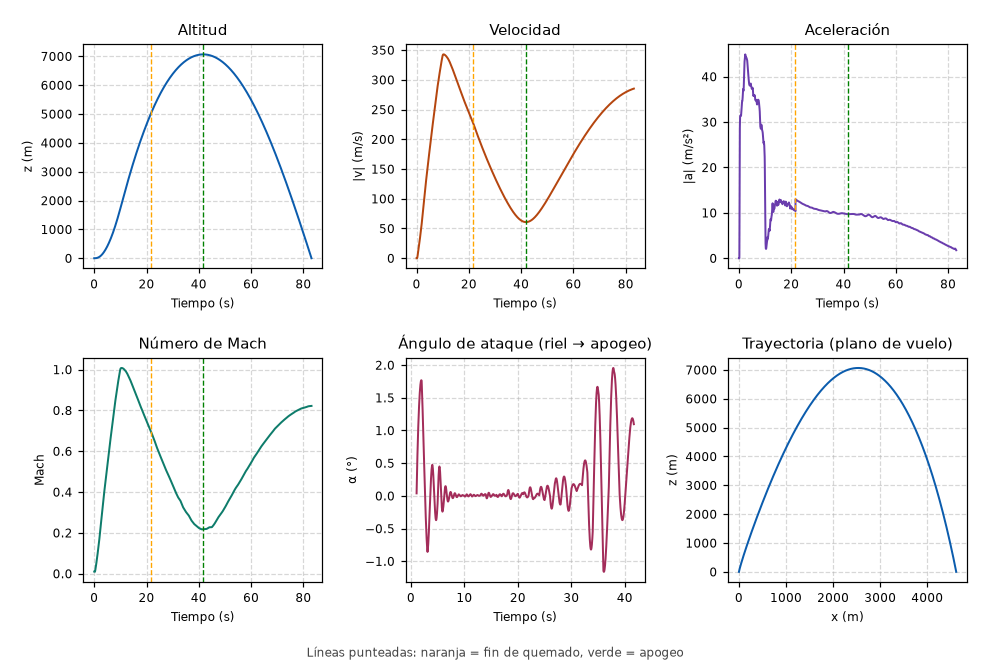 Altitud
z (m)
7000
6000
5000
4000
3000
2000
1000
0
0 20 40 60 80
Tiempo (s)
Velocidad
|v| (m/s)
350
300
250
200
150
100
50
0
0 20 40 60 80
Tiempo (s)
Aceleración
|a| (m/s²)
40
30
20
10
0
0 20 40 60 80
Tiempo (s)
Número de Mach
Mach
1.0
0.8
0.6
0.4
0.2
0.0
0 20 40 60 80
Tiempo (s)
Ángulo de ataque (riel → apogeo)
α (°)
2.0
1.5
1.0
0.5
0.0
−0.5
−1.0
0 10 20 30 40
Tiempo (s)
Trayectoria (plano de vuelo)
z (m)
7000
6000
5000
4000
3000
2000
1000
0
0 1000 2000 3000 4000
x (m)
Líneas punteadas: naranja = fin de quemado, verde = apogeo